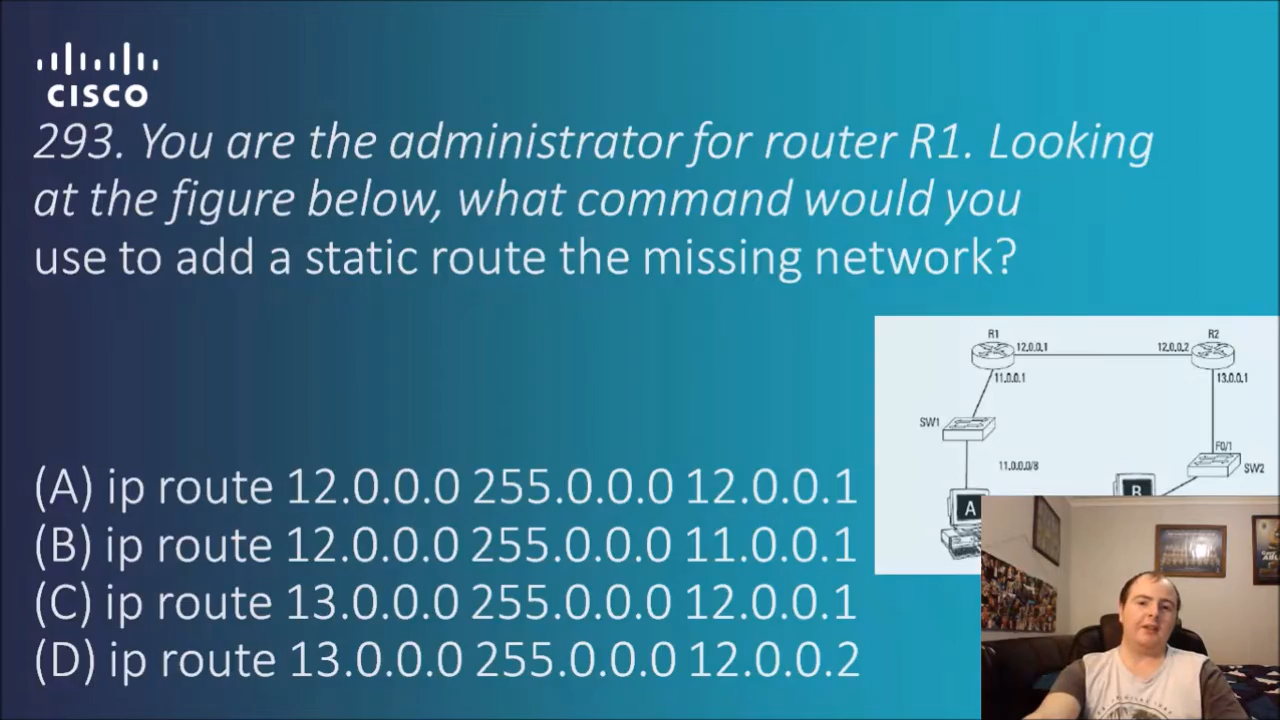 CISCO
293. You are the administrator for router R1. Looking
at the figure below, what command would you
use to add a static route the missing network?
R1
R2
12.0.0.1
12.0.0.2
11.0.0.1
13.0.0.1
SW1
F0/1
11.0.0.0/8
SW2
A
B
(A) ip route 12.0.0.0 255.0.0.0 12.0.0.1
(B) ip route 12.0.0.0 255.0.0.0 11.0.0.1
(C) ip route 13.0.0.0 255.0.0.0 12.0.0.1
(D) ip route 13.0.0.0 255.0.0.0 12.0.0.2